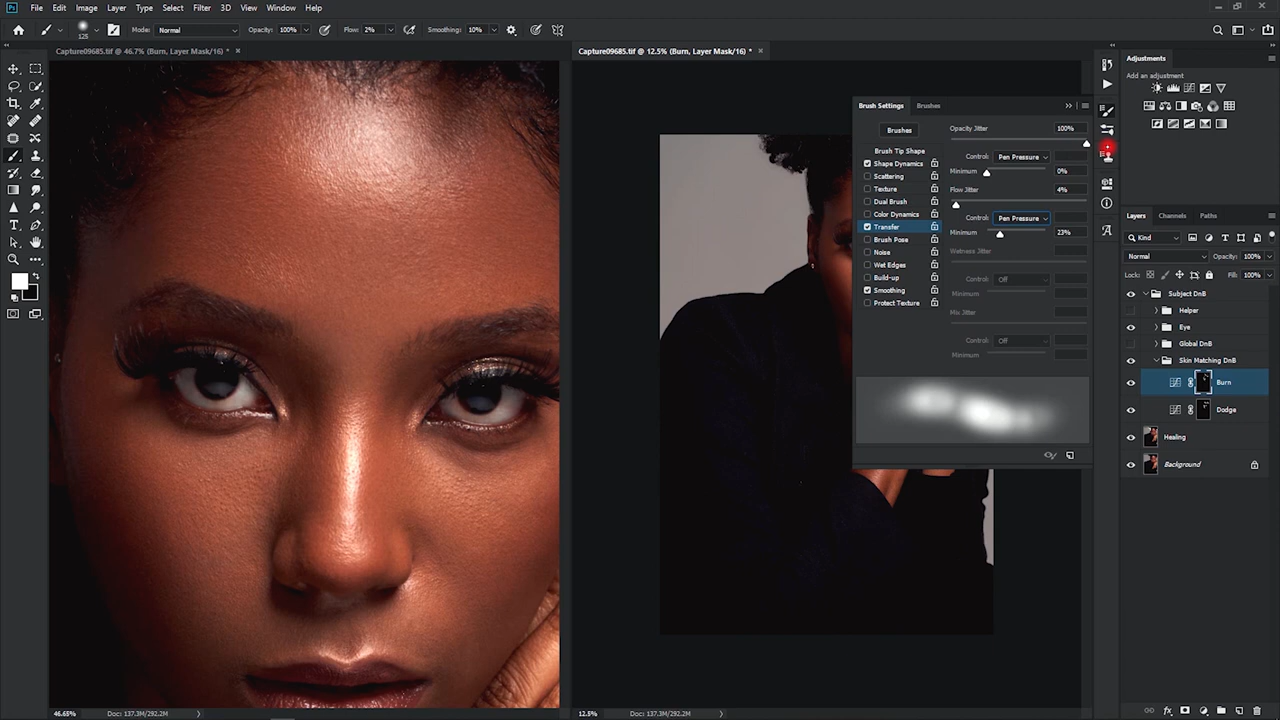 Ps File Edit Image Layer Type Select Filter 3D View Window Help
125 Mode: Normal Opacity: 100% Flow: 2% Smoothing: 10%
Capture09685.tif @ 46.7% (Burn, Layer Mask/16) * × Capture09685.tif @ 12.5% (Burn, Layer Mask/16) * ×
Adjustments
Add an adjustment
Brush Settings Brushes
Brushes
Opacity Jitter 100%
Brush Tip Shape
Control: Pen Pressure
Shape Dynamics
Minimum 0%
Scattering
Texture
Flow Jitter 4%
Dual Brush
Color Dynamics
Control: Pen Pressure
Transfer
Minimum 23%
Brush Pose
Noise
Wetness Jitter
Wet Edges
Build-up
Control: Off
Smoothing
Minimum
Protect Texture
Mix Jitter
Control: Off
Minimum
Layers Channels Paths
Kind
Normal Opacity: 100%
Lock: Fill: 100%
Subject DnB
Helper
Eye
Global DnB
Skin Matching DnB
Burn
Dodge
Healing
Background
46.65% Doc: 137.3M/292.2M
12.5% Doc: 137.3M/292.2M